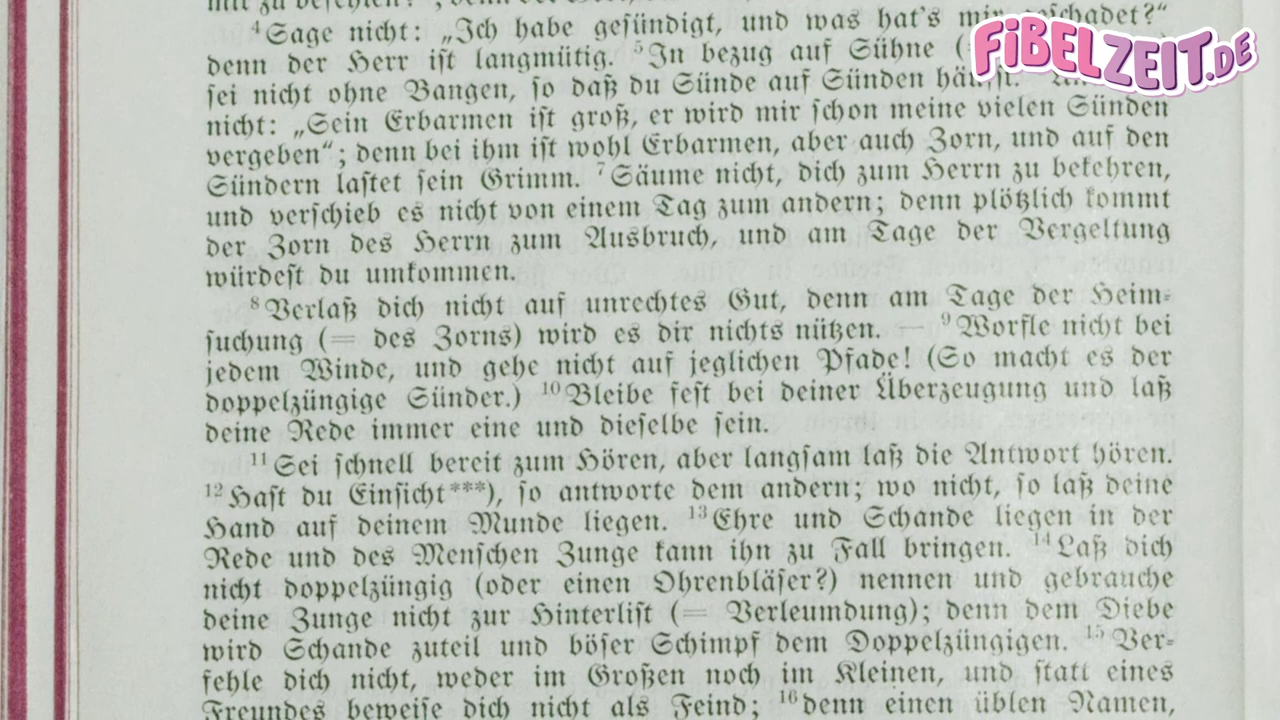 ⁴Sage nicht: „Ich habe gesündigt, und was hat's mir geschadet?“
denn der Herr ist langmütig. ⁵In bezug auf Sühne (
sei nicht ohne Bangen, so daß du Sünde auf Sünden häufst.
nicht: „Sein Erbarmen ist groß, er wird mir schon meine vielen Sünden
vergeben“; denn bei ihm ist wohl Erbarmen, aber auch Zorn, und auf den
Sündern lastet sein Grimm. ⁷Säume nicht, dich zum Herrn zu bekehren,
und verschieb es nicht von einem Tag zum andern; denn plötzlich kommt
der Zorn des Herrn zum Ausbruch, und am Tage der Vergeltung
würdest du umkommen.
⁸Verlaß dich nicht auf unrechtes Gut, denn am Tage der Heim-
suchung (= des Zorns) wird es dir nichts nützen. — ⁹Worfle nicht bei
jedem Winde, und gehe nicht auf jeglichen Pfade! (So macht es der
doppelzüngige Sünder.) ¹⁰Bleibe fest bei deiner Überzeugung und laß
deine Rede immer eine und dieselbe sein.
¹¹Sei schnell bereit zum Hören, aber langsam laß die Antwort hören.
¹²Hast du Einsicht***), so antworte dem andern; wo nicht, so laß deine
Hand auf deinem Munde liegen. ¹³Ehre und Schande liegen in der
Rede und des Menschen Zunge kann ihn zu Fall bringen. ¹⁴Laß dich
nicht doppelzüngig (oder einen Ohrenbläser?) nennen und gebrauche
deine Zunge nicht zur Hinterlist (= Verleumdung); denn dem Diebe
wird Schande zuteil und böser Schimpf dem Doppelzüngigen. ¹⁵Ver-
fehle dich nicht, weder im Großen noch im Kleinen, und statt eines
Freundes beweise dich nicht als Feind; ¹⁶denn einen üblen Namen,
FiBELZEiT.DE